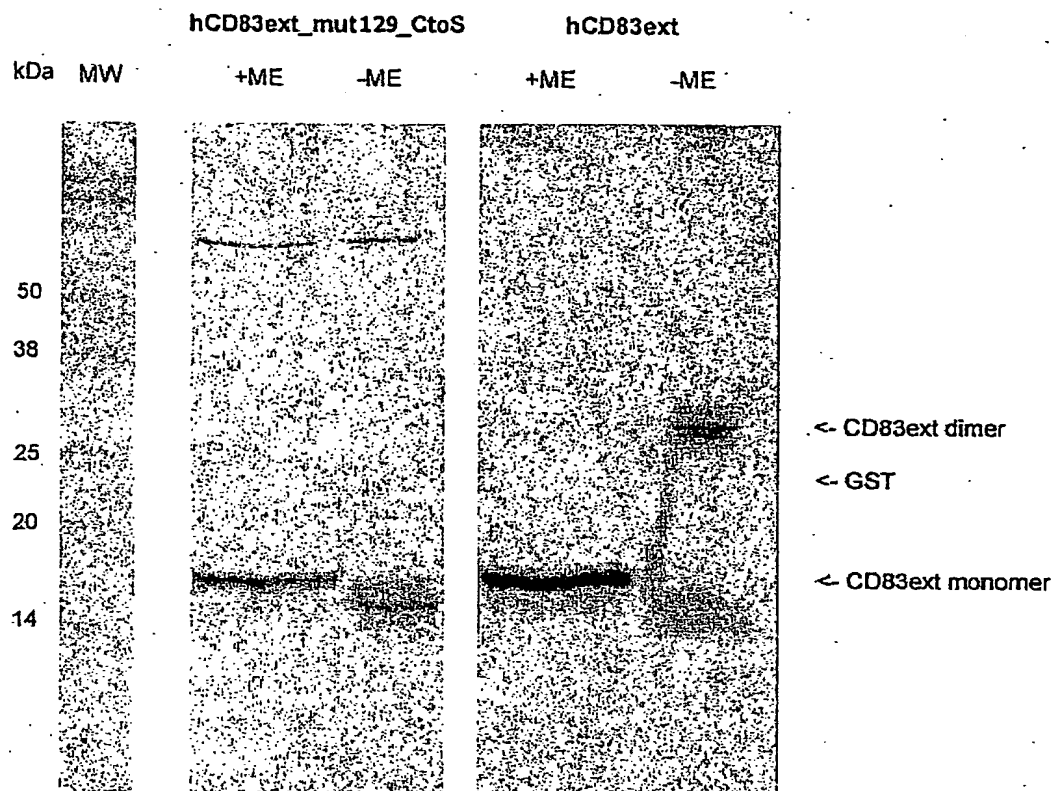 hCD83ext_mut129_CtoS hCD83ext
kDa MW +ME -ME +ME -ME
50
38
<- CD83ext dimer
25
<- GST
20
<- CD83ext monomer
14